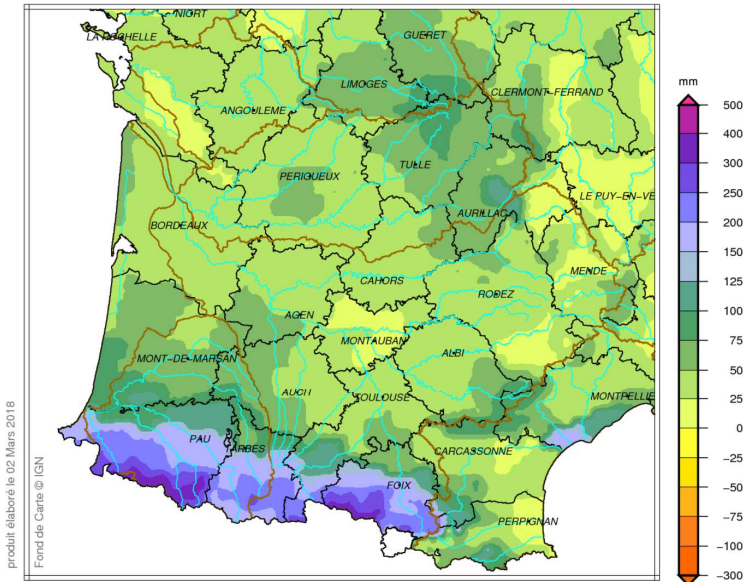 NIORT
GUERET
mm
LIMOGES
CLERMONT-FERRAND
500
ANGOULEME
400
300
TULLE
250
PERIGUEUX
LE PUY-EN-VE
200
AURILLAC
BORDEAUX
150
125
MENDE
CAHORS
100
RODEZ
75
AGEN
50
MONTAUBAN
ALBI
25
MONT-DE-MARSAN
0
AUCH
TOULOUSE
MONTPELLIE
-25
PAU
CARCASSONNE
-50
FOIX
-75
PERPIGNAN
-100
-300
produit élaboré le 02 Mars 2018
Fond de Carte © IGN